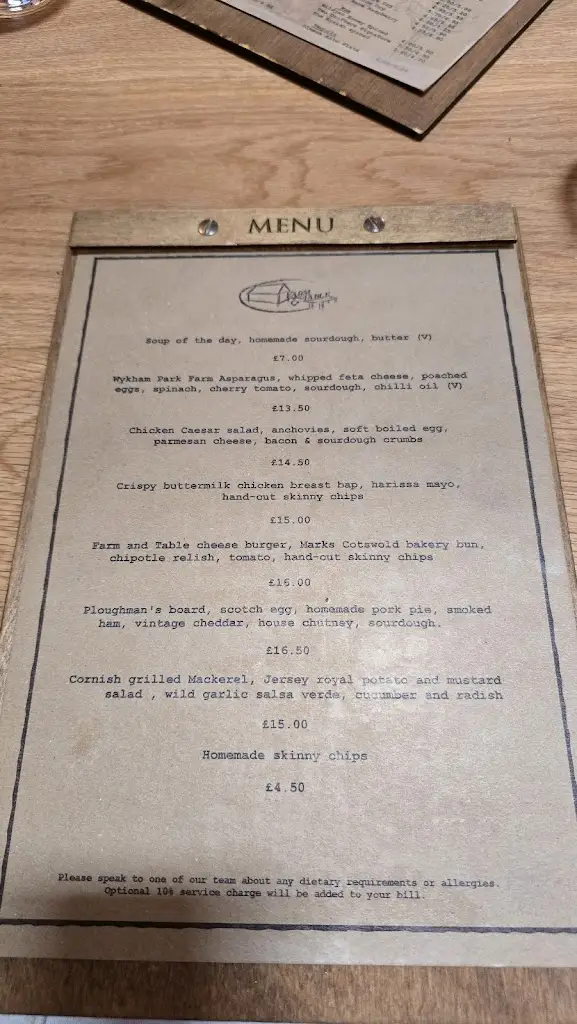 MENU
Soup of the day, homemade sourdough, butter (V)
£7.00
Wykham Park Farm Asparagus, whipped feta cheese, poached
eggs, spinach, cherry tomato, sourdough, chilli oil (V)
£13.50
Chicken Caesar salad, anchovies, soft boiled egg,
parmesan cheese, bacon & sourdough crumbs
£14.50
Crispy buttermilk chicken breast bap, harissa mayo,
hand-cut skinny chips
£15.00
Farm and Table cheese burger, Marks Cotswold bakery bun,
chipotle relish, tomato, hand-cut skinny chips
£16.00
Ploughman's board, scotch egg, homemade pork pie, smoked
ham, vintage cheddar, house chutney, sourdough.
£16.50
Cornish grilled Mackerel, Jersey royal potato and mustard
salad , wild garlic salsa verde, cucumber and radish
£15.00
Homemade skinny chips
£4.50
Please speak to one of our team about any dietary requirements or allergies.
Optional 10% service charge will be added to your bill.